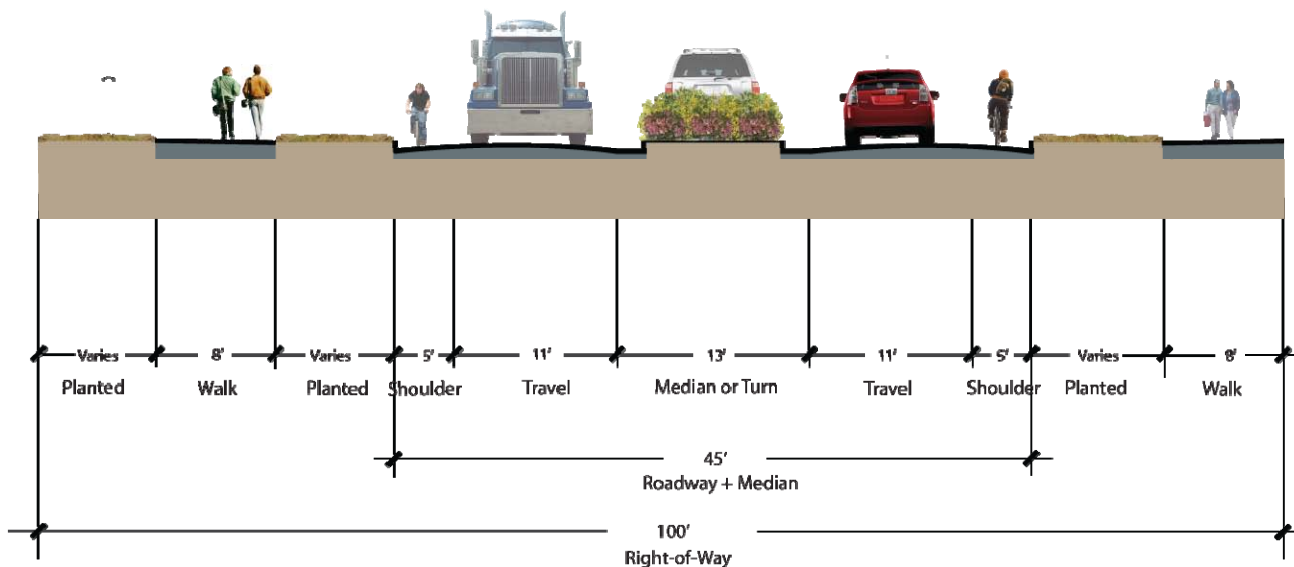 Varies 8' Varies 5' 11' 13' 11' 5' Varies 8'
Planted Walk Planted Shoulder Travel Median or Turn Travel Shoulder Planted Walk
45'
Roadway + Median
100'
Right-of-Way